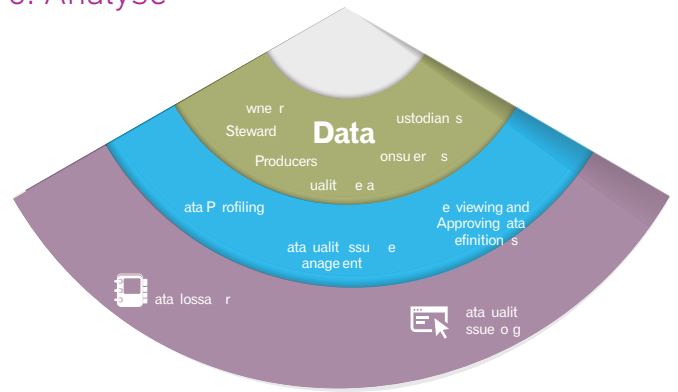 6. Analyse
wne r
Steward
Data
ustodian s
Producers
onsu er s
ualit e a
ata P rofiling
ata ualit ssu e
anage ent
e viewing and
Approving ata
efinition s
ata lossa r
ata ualit
ssue o g